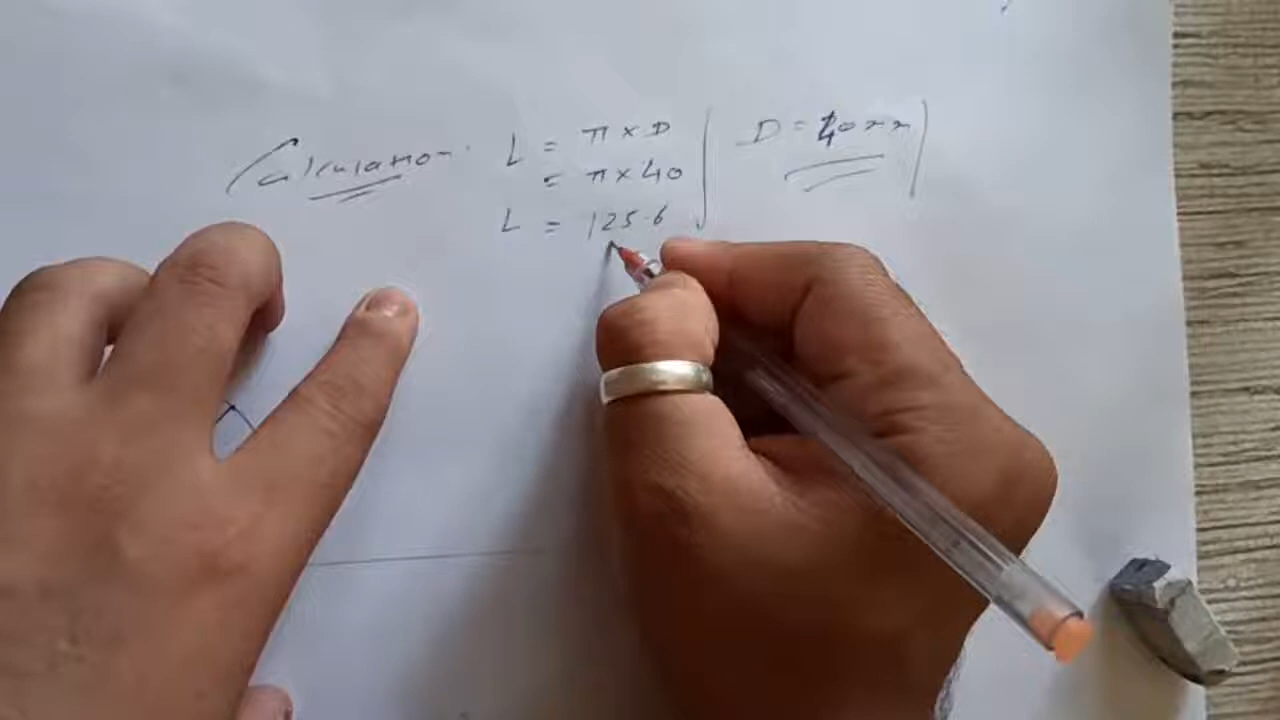 Calculation. L = π × D D = 40mm
= π × 40
L = 125.6